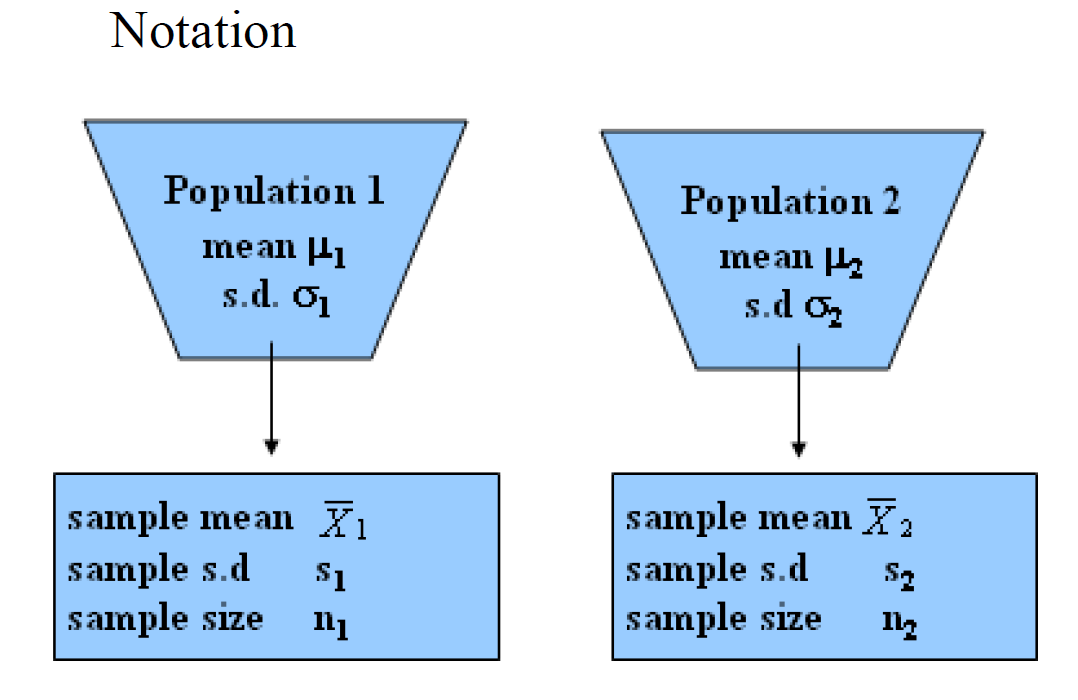 Notation
Population 1
mean μ₁
s.d. σ₁
Population 2
mean μ₂
s.d σ₂
sample mean X̅₁
sample s.d s₁
sample size n₁
sample mean X̅₂
sample s.d s₂
sample size n₂